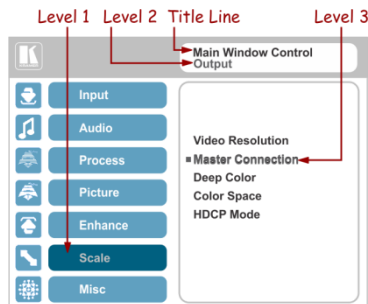 Level 1 Level 2 Title Line Level 3
Main Window Control
Output
Input
Audio
Process
Picture
Enhance
Scale
Misc
Video Resolution
Master Connection
Deep Color
Color Space
HDCP Mode